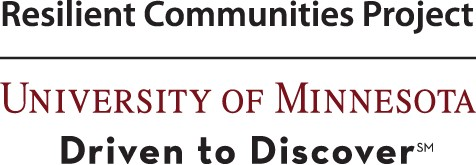 Resilient Communities Project
UNIVERSITY OF MINNESOTA
Driven to Discover℠